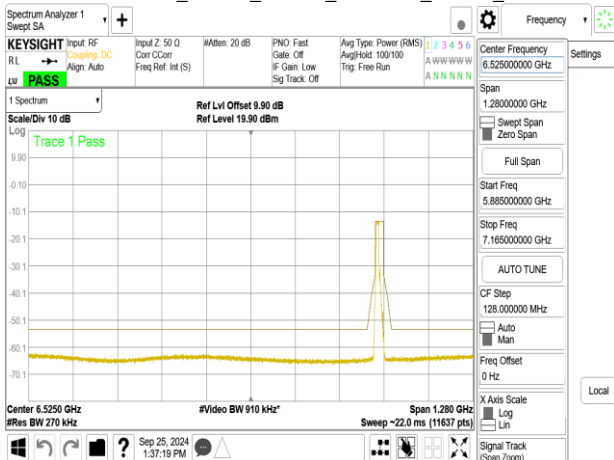 Spectrum Analyzer 1
Swept SA
Frequency
KEYSIGHT
RL
LXI
PASS
Input: RF
Coupling: DC
Align: Auto
Input Z: 50 Ω
Corr CCorr
Freq Ref: Int (S)
#Atten: 20 dB
PNO: Fast
Gate: Off
IF Gain: Low
Sig Track: Off
Avg Type: Power (RMS)
Avg|Hold: 100/100
Trig: Free Run
1 2 3 4 5 6
A W W W W W
A N N N N N
1 Spectrum
Scale/Div 10 dB
Ref Lvl Offset 9.90 dB
Ref Level 19.90 dBm
Log
Trace 1 Pass
9.90
-0.10
-10.1
-20.1
-30.1
-40.1
-50.1
-60.1
-70.1
Center 6.5250 GHz
#Res BW 270 kHz
#Video BW 910 kHz*
Span 1.280 GHz
Sweep ~22.0 ms (11637 pts)
Sep 25, 2024
1:37:19 PM
Center Frequency
6.525000000 GHz
Span
1.28000000 GHz
Swept Span
Zero Span
Full Span
Start Freq
5.885000000 GHz
Stop Freq
7.165000000 GHz
AUTO TUNE
CF Step
128.000000 MHz
Auto
Man
Freq Offset
0 Hz
X Axis Scale
Log
Lin
Signal Track
(Span Zoom)
Settings
Local